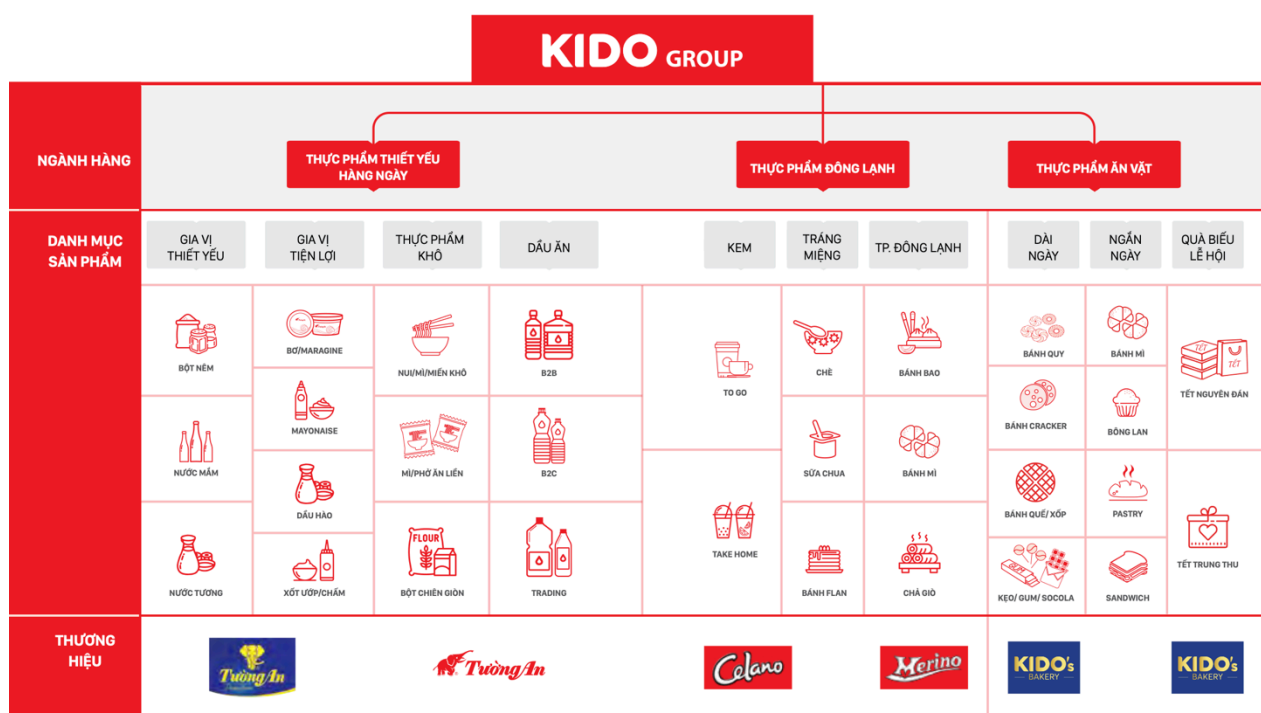 KIDO GROUP
NGÀNH HÀNG
THỰC PHẨM THIẾT YẾU
HÀNG NGÀY
THỰC PHẨM ĐÔNG LẠNH
THỰC PHẨM ĂN VẶT
DANH MỤC
SẢN PHẨM
GIA VỊ
THIẾT YẾU
GIA VỊ
TIỆN LỢI
THỰC PHẨM
KHÔ
DẦU ĂN
KEM
TRÁNG
MIỆNG
TP. ĐÔNG LẠNH
DÀI
NGÀY
NGẮN
NGÀY
QUÀ BIẾU
LỄ HỘI
BỘT NÊM
NƯỚC MẮM
NƯỚC TƯƠNG
BƠ/MARAGINE
MAYONAISE
DẦU HÀO
XỐT ƯỚP/CHẤM
NUI/MÌ/MIẾN KHÔ
MÌ/PHỞ ĂN LIỀN
FLOUR
BỘT CHIÊN GIÒN
B2B
B2C
TRADING
TO GO
TAKE HOME
CHÈ
SỮA CHUA
BÁNH FLAN
BÁNH BAO
BÁNH MÌ
CHẢ GIÒ
BÁNH QUY
BÁNH CRACKER
BÁNH QUẾ/ XỐP
GUM
KẸO/ GUM/ SOCOLA
BÁNH MÌ
BÔNG LAN
PASTRY
SANDWICH
TẾT
TẾT
TẾT NGUYÊN ĐÁN
TẾT TRUNG THU
THƯƠNG
HIỆU
Tường An
Tường An
Celano
Merino
KIDO's
BAKERY
KIDO's
BAKERY